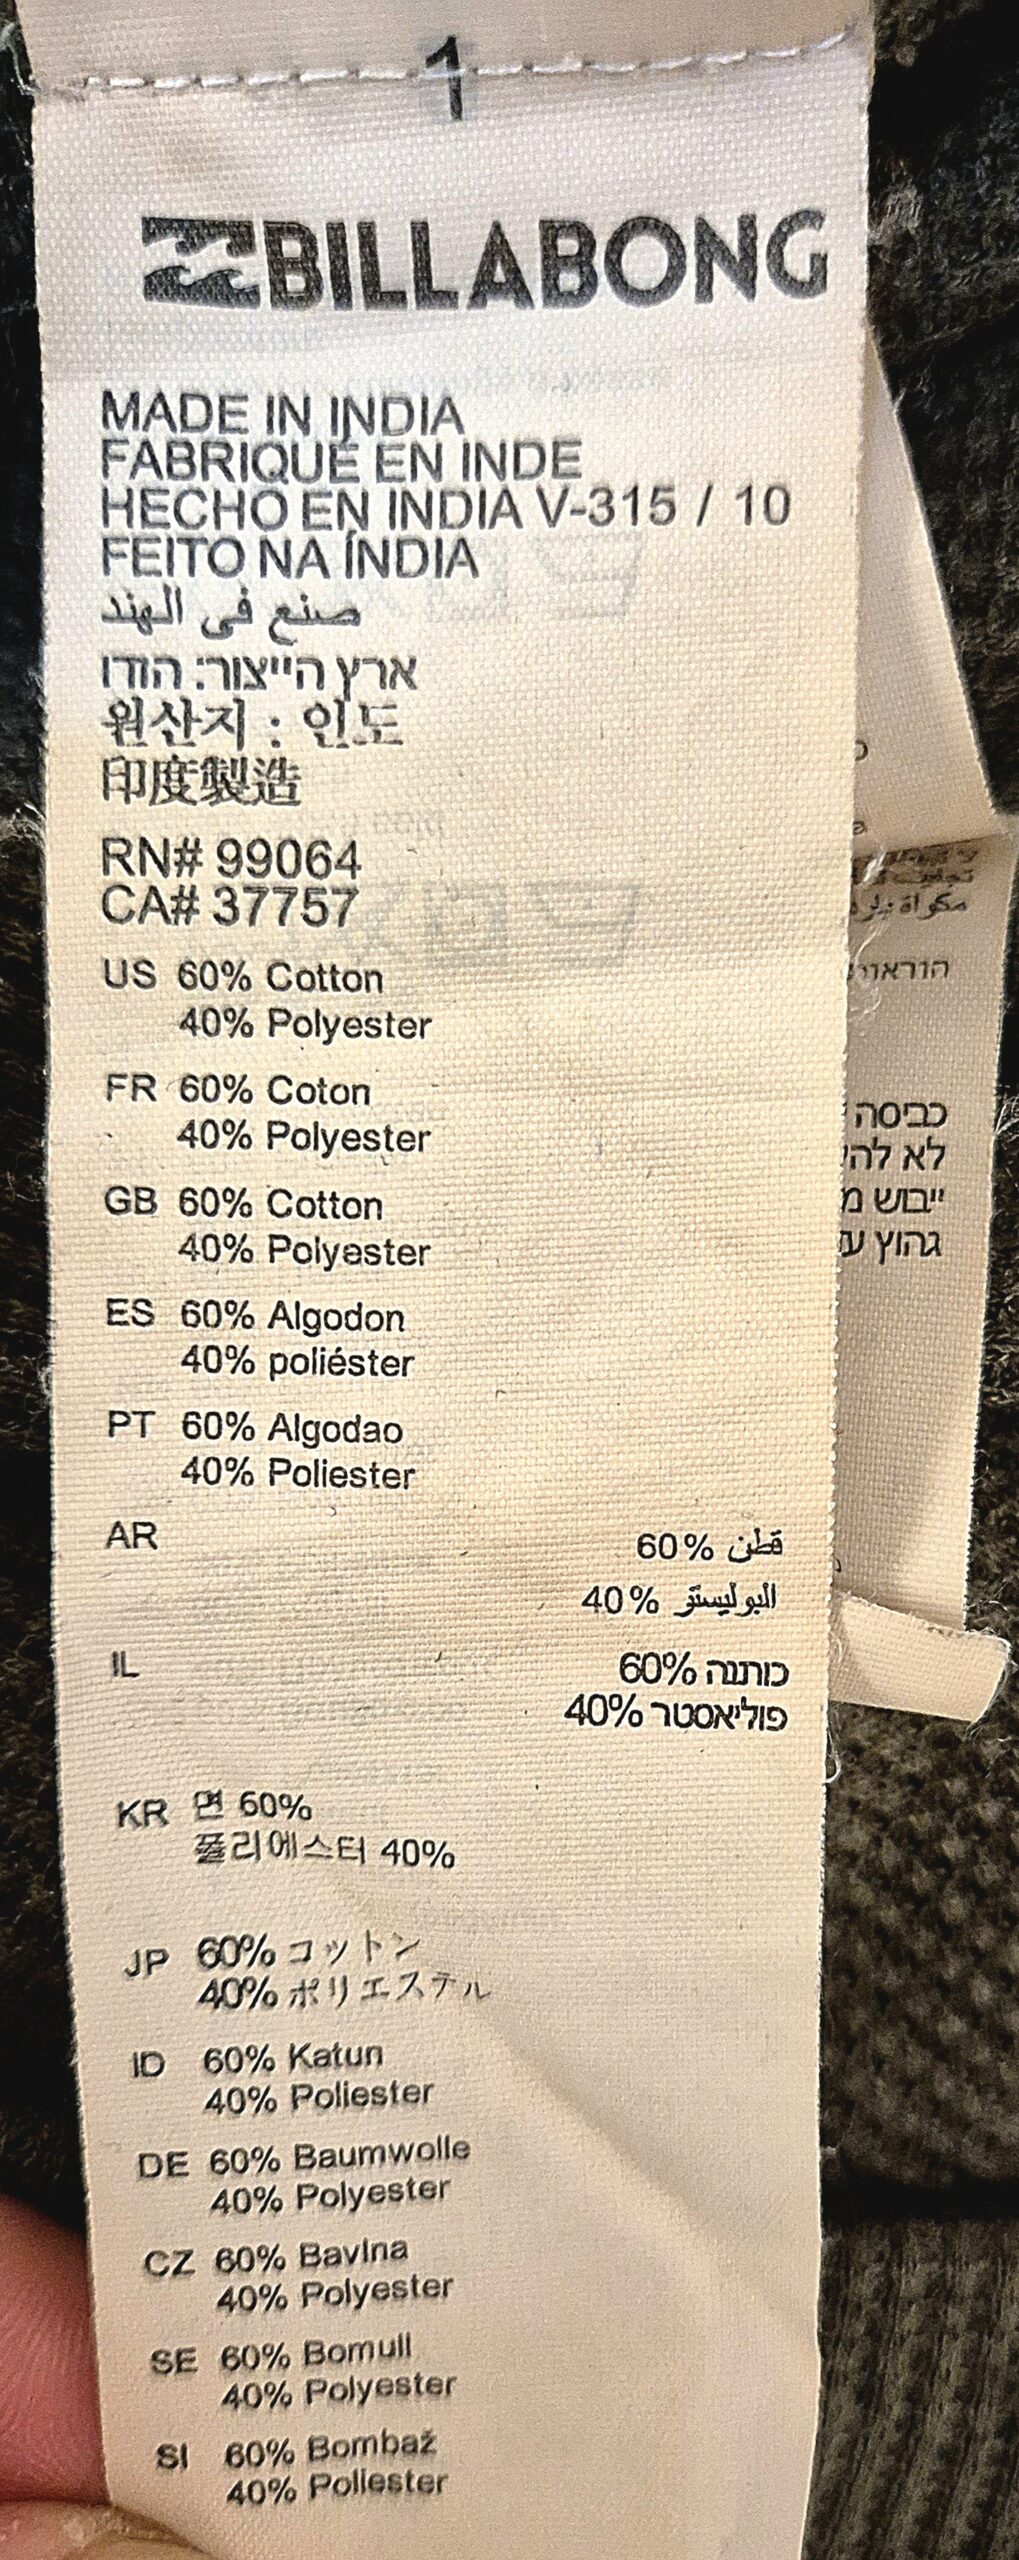 1
BILLABONG
MADE IN INDIA
FABRIQUÉ EN INDE
HECHO EN INDIA V-315 / 10
FEITO NA ÍNDIA
صنع في الهند
ארץ הייצור: הודו
원산지 : 인도
印度製造
RN# 99064
CA# 37757
US 60% Cotton
40% Polyester
FR 60% Coton
40% Polyester
GB 60% Cotton
40% Polyester
ES 60% Algodon
40% poliéster
PT 60% Algodao
40% Poliester
AR قطن 60%
البوليستر 40%
IL כותנה 60%
פוליאסטר 40%
KR 면 60%
폴리에스터 40%
JP 60% コットン
40% ポリエステル
ID 60% Katun
40% Poliester
DE 60% Baumwolle
40% Polyester
CZ 60% Bavlna
40% Polyester
SE 60% Bomull
40% Polyester
SI 60% Bombaž
40% Poliester
כביסה
לא
ייבוש
גהוץ